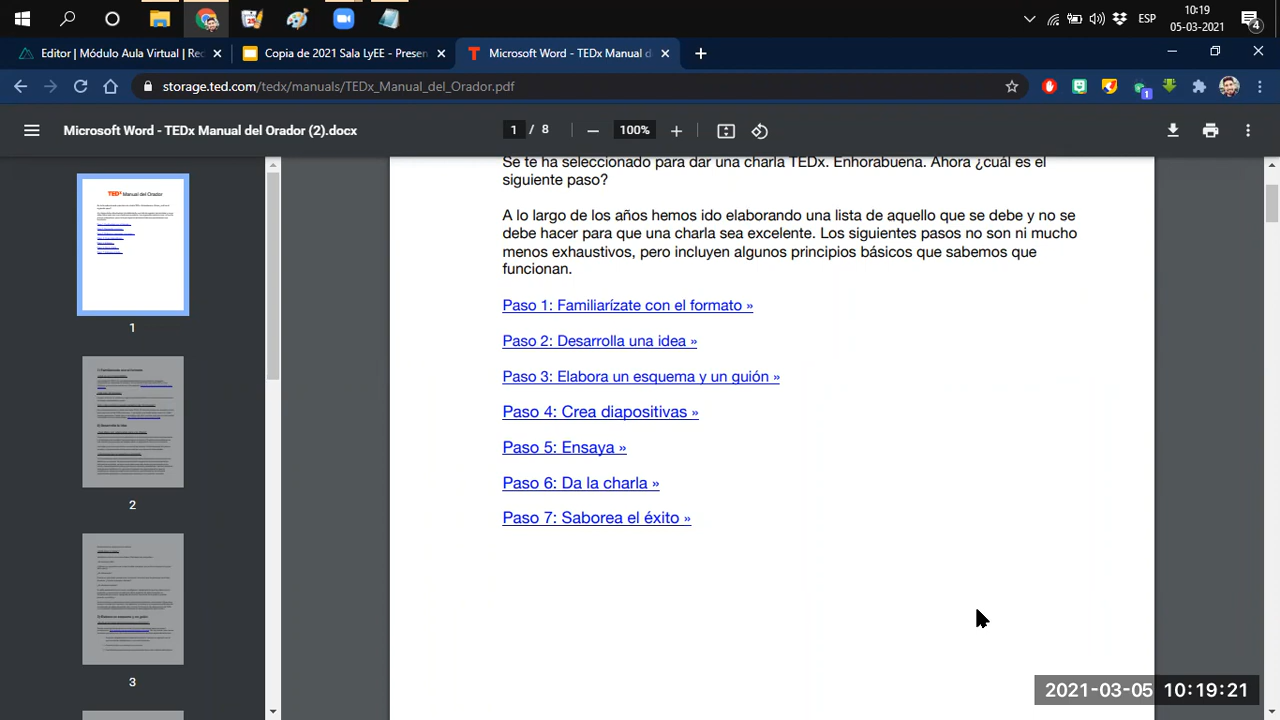 10:19
ESP
05-03-2021
4
Editor | Módulo Aula Virtual | Re
Copia de 2021 Sala LyEE - Presen
Microsoft Word - TEDx Manual d
storage.ted.com/tedx/manuals/TEDx_Manual_del_Orador.pdf
1
Microsoft Word - TEDx Manual del Orador (2).docx
1 / 8
100%
Se te ha seleccionado para dar una charla TEDx. Enhorabuena. Ahora ¿cuál es el
siguiente paso?
A lo largo de los años hemos ido elaborando una lista de aquello que se debe y no se
debe hacer para que una charla sea excelente. Los siguientes pasos no son ni mucho
menos exhaustivos, pero incluyen algunos principios básicos que sabemos que
funcionan.
Paso 1: Familiarízate con el formato »
Paso 2: Desarrolla una idea »
Paso 3: Elabora un esquema y un guión »
Paso 4: Crea diapositivas »
Paso 5: Ensaya »
Paso 6: Da la charla »
Paso 7: Saborea el éxito »
TEDx Manual del Orador
1
2
3
2021-03-05 10:19:21